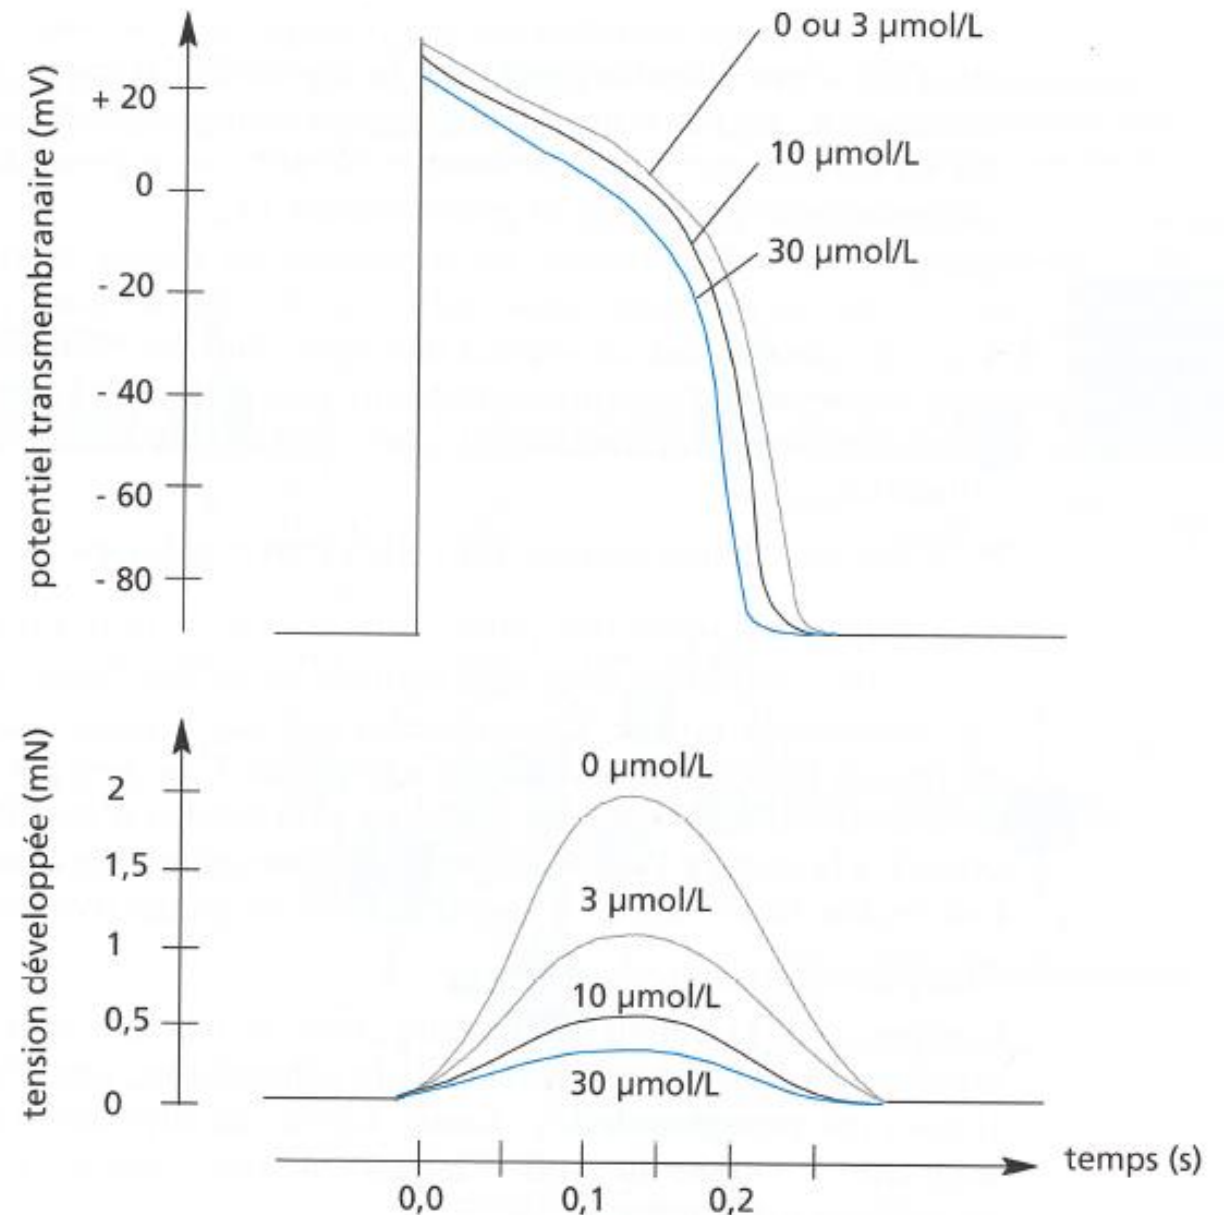 potentiel transmembranaire (mV)
+ 20
0
- 20
- 40
- 60
- 80
0 ou 3 µmol/L
10 µmol/L
30 µmol/L
tension développée (mN)
2
1,5
1
0,5
0
0 µmol/L
3 µmol/L
10 µmol/L
30 µmol/L
0,0 0,1 0,2
temps (s)